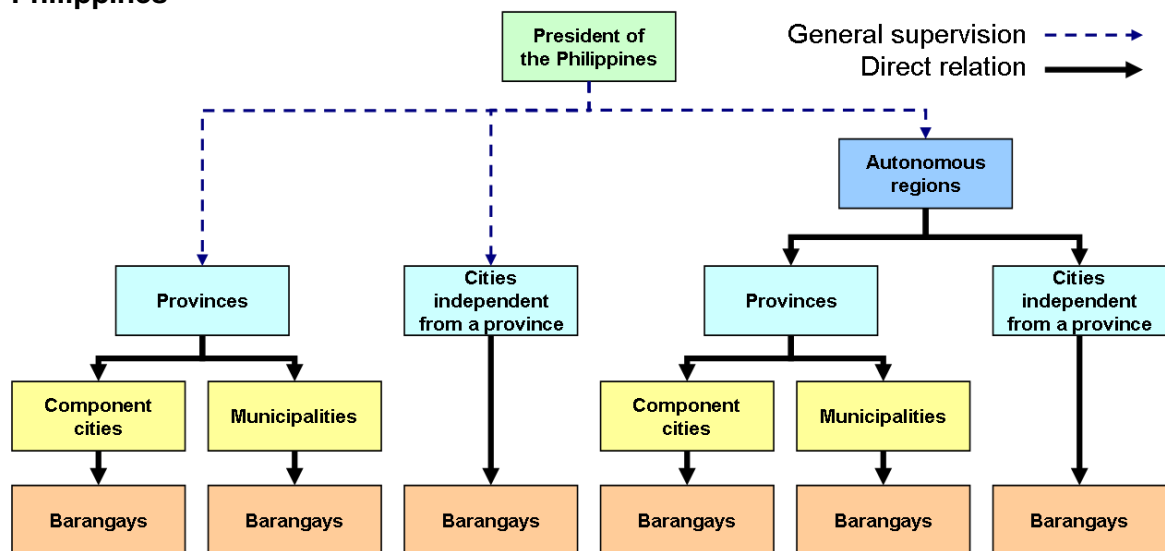 Philippines
President of
the Philippines
General supervision
Direct relation
Autonomous
regions
Provinces
Cities
independent
from a province
Provinces
Cities
independent
from a province
Component
cities
Municipalities
Component
cities
Municipalities
Barangays
Barangays
Barangays
Barangays
Barangays
Barangays